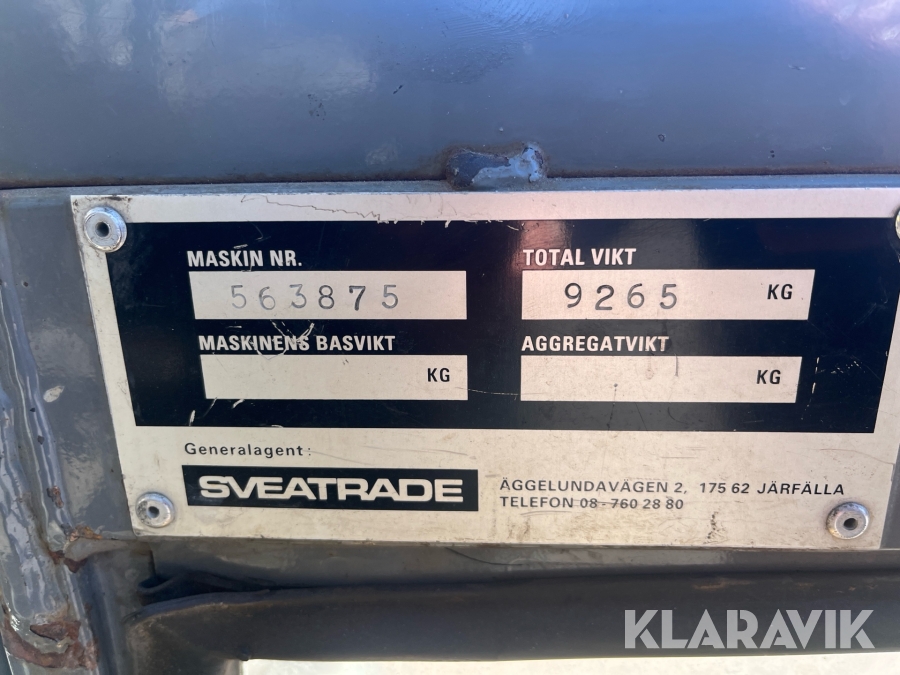 MASKIN NR.
563875
TOTAL VIKT
9265 KG
MASKINENS BASVIKT
KG
AGGREGATVIKT
KG
Generalagent:
SVEATRADE
ÄGGELUNDAVÄGEN 2, 175 62 JÄRFÄLLA
TELEFON 08-760 28 80
KLARAVIK